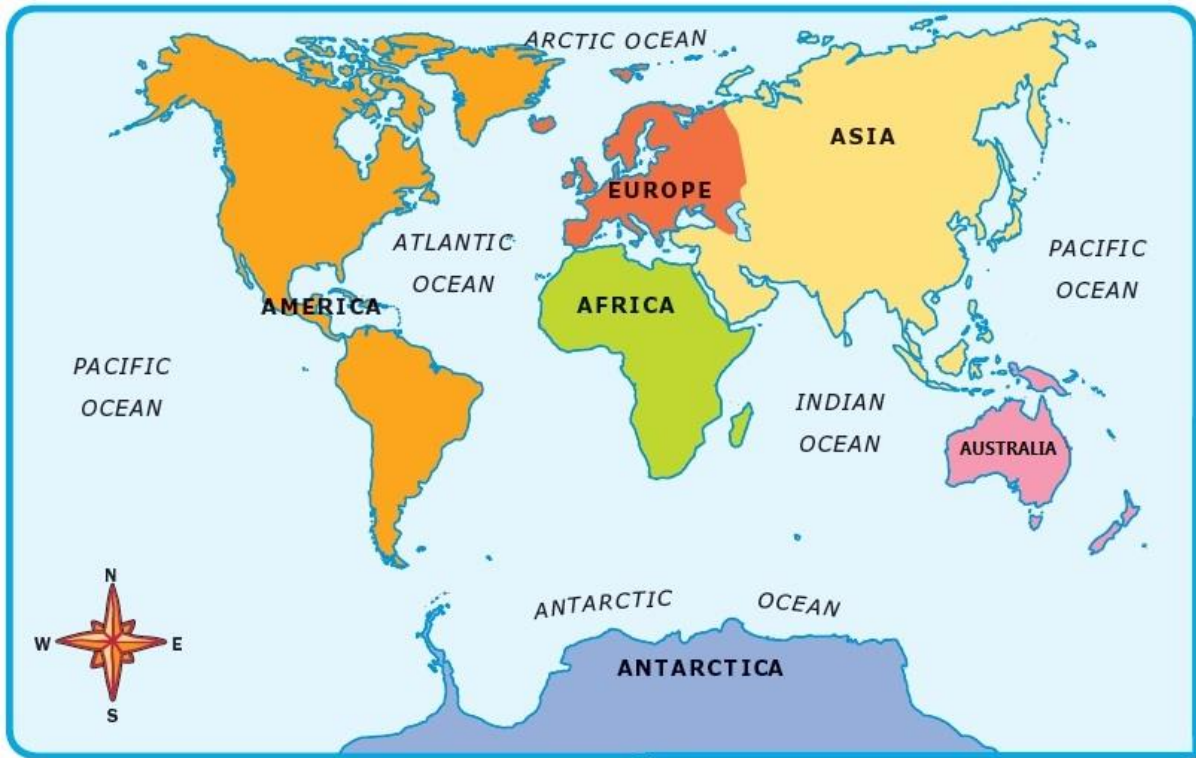 ARCTIC OCEAN
ASIA
EUROPE
ATLANTIC
OCEAN
PACIFIC
OCEAN
AMERICA
AFRICA
PACIFIC
OCEAN
INDIAN
OCEAN
AUSTRALIA
ANTARCTIC OCEAN
ANTARCTICA
N
W E
S